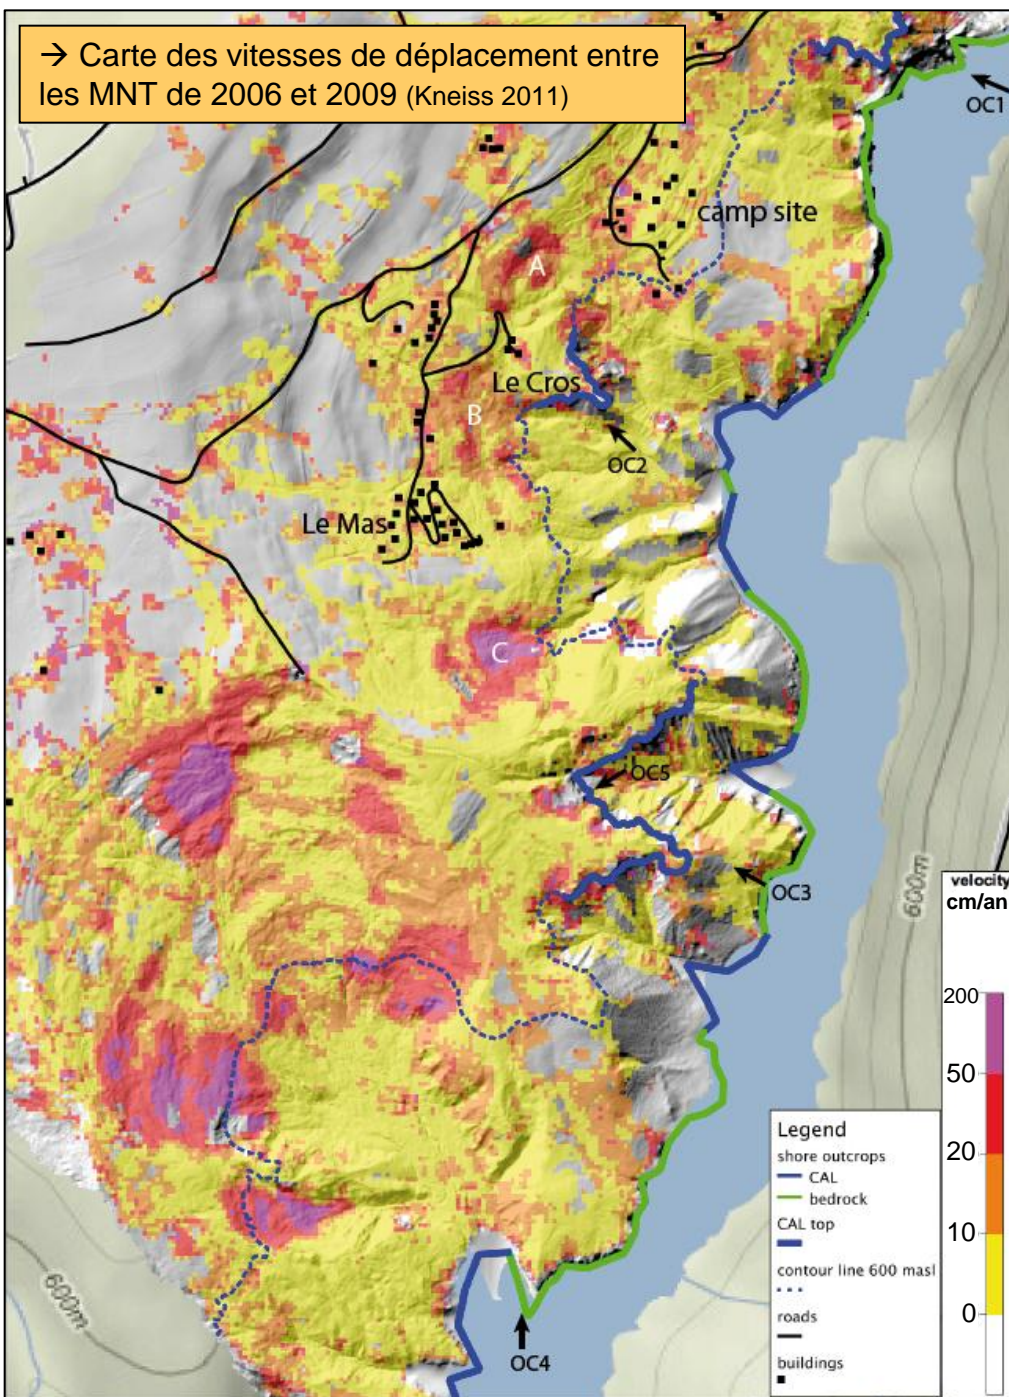 → Carte des vitesses de déplacement entre
les MNT de 2006 et 2009 (Kneiss 2011)
OC1
camp site
A
Le Cros
B
OC2
Le Mas
C
OC5
OC3
600m
velocity
cm/an
200
50
20
10
0
Legend
shore outcrops
CAL
bedrock
CAL top
contour line 600 masl
roads
buildings
600m
OC4